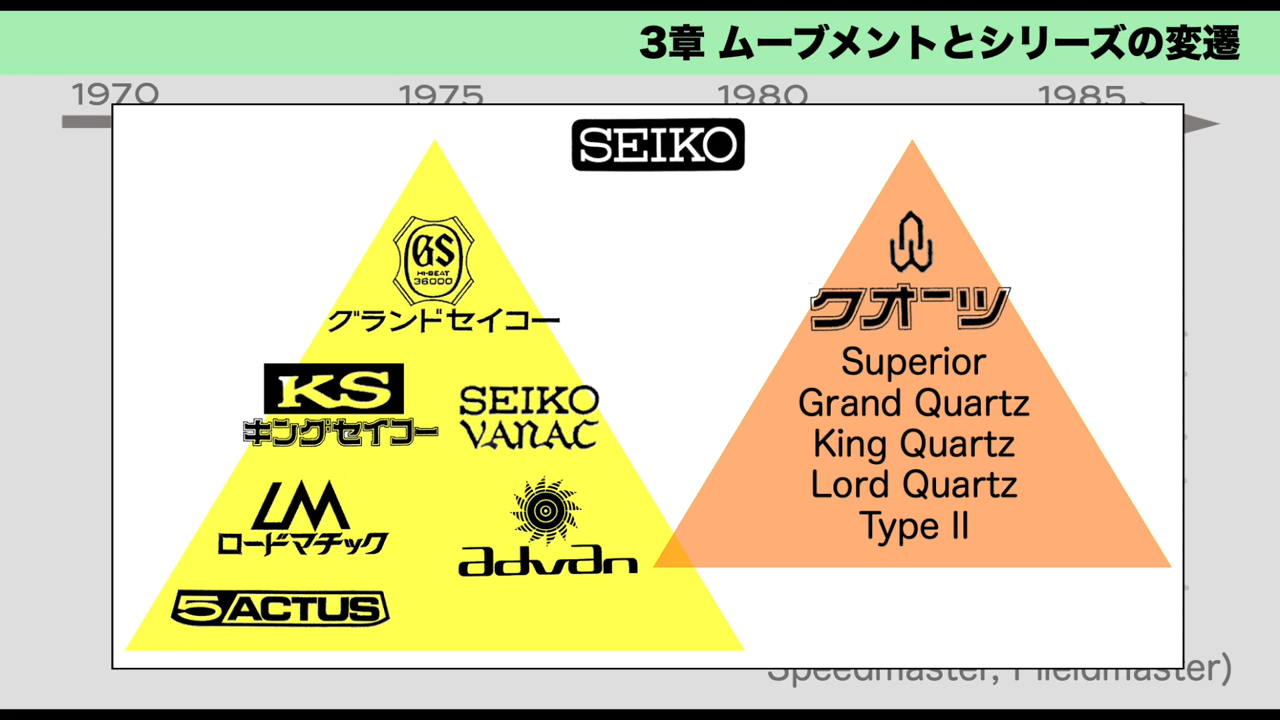 3章 ムーブメントとシリーズの変遷
1970 1975 1980 1985
SEIKO
GS
HI-BEAT
36000
グランドセイコー
KS
キングセイコー
SEIKO
VANAC
LM
ロードマチック
advan
5 ACTUS
クオーツ
Superior
Grand Quartz
King Quartz
Lord Quartz
Type II
Speedmaster, Fieldmaster)